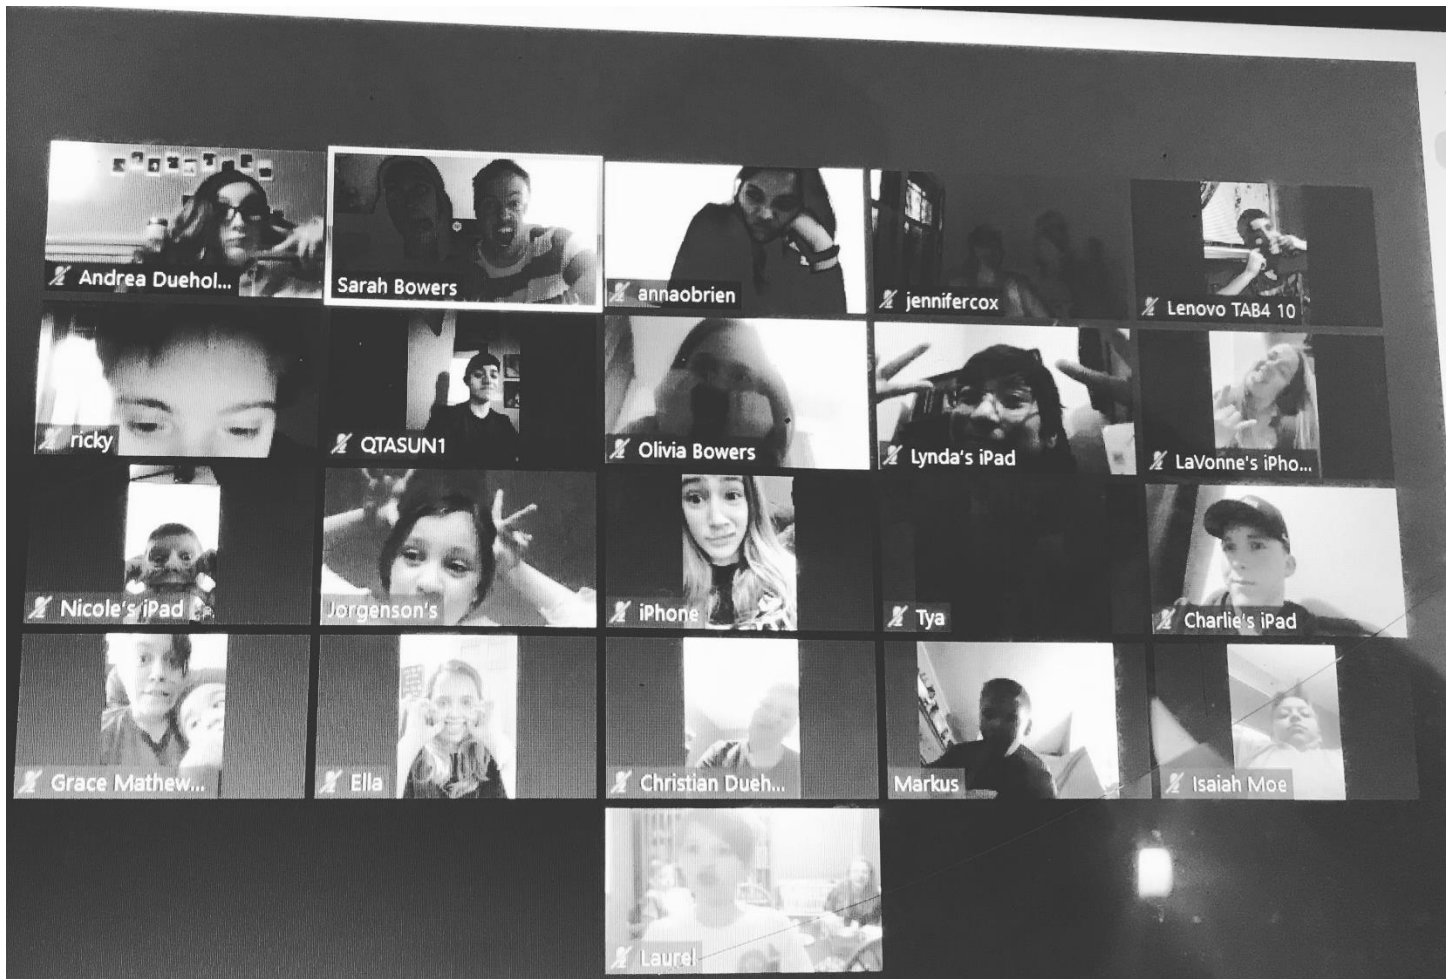 Andrea Duehol...
Sarah Bowers
annaobrien
jennifercox
Lenovo TAB4 10
ricky
QTASUN1
Olivia Bowers
Lynda's iPad
LaVonne's iPho...
Nicole's iPad
Jorgenson's
iPhone
Tya
Charlie's iPad
Grace Mathew...
Ella
Christian Dueh...
Markus
Isaiah Moe
Laurel